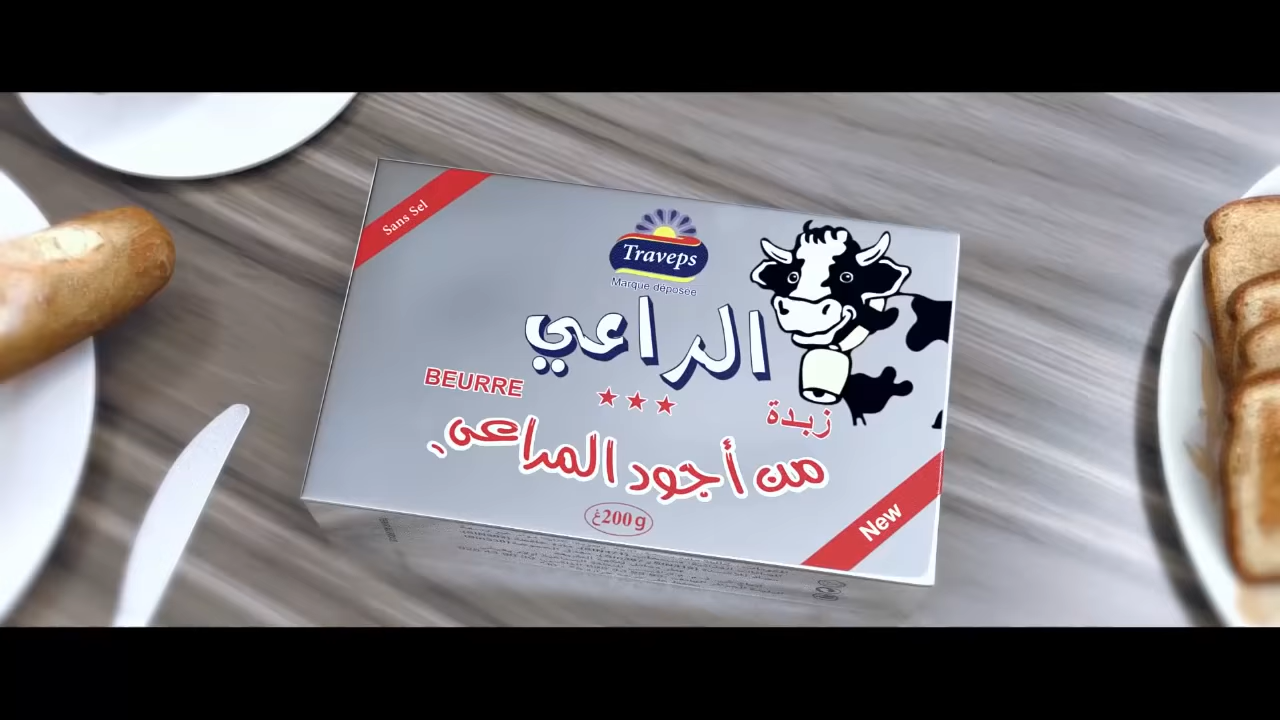 Sans Sel
Traveps
Marque déposée
الراعي
BEURRE
زبدة
من أجود المراعي
200g غ
New